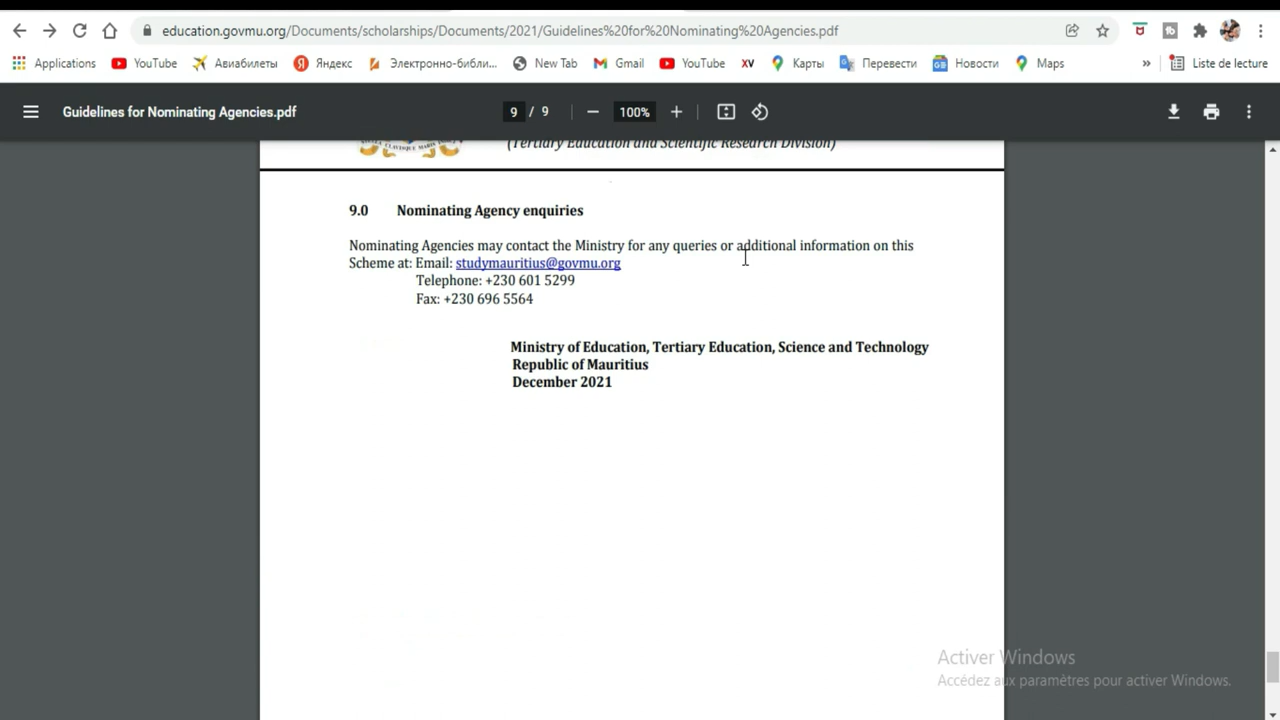 education.govmu.org/Documents/scholarships/Documents/2021/Guidelines%20for%20Nominating%20Agencies.pdf
Applications YouTube Авиабилеты Яндекс Электронно-библи... New Tab Gmail YouTube XV Карты Перевести Новости Maps » Liste de lecture
Guidelines for Nominating Agencies.pdf 9 / 9 100%
(Tertiary Education and Scientific Research Division)
9.0 Nominating Agency enquiries
Nominating Agencies may contact the Ministry for any queries or additional information on this
Scheme at: Email: studymauritius@govmu.org
Telephone: +230 601 5299
Fax: +230 696 5564
Ministry of Education, Tertiary Education, Science and Technology
Republic of Mauritius
December 2021
Activer Windows
Accédez aux paramètres pour activer Windows.